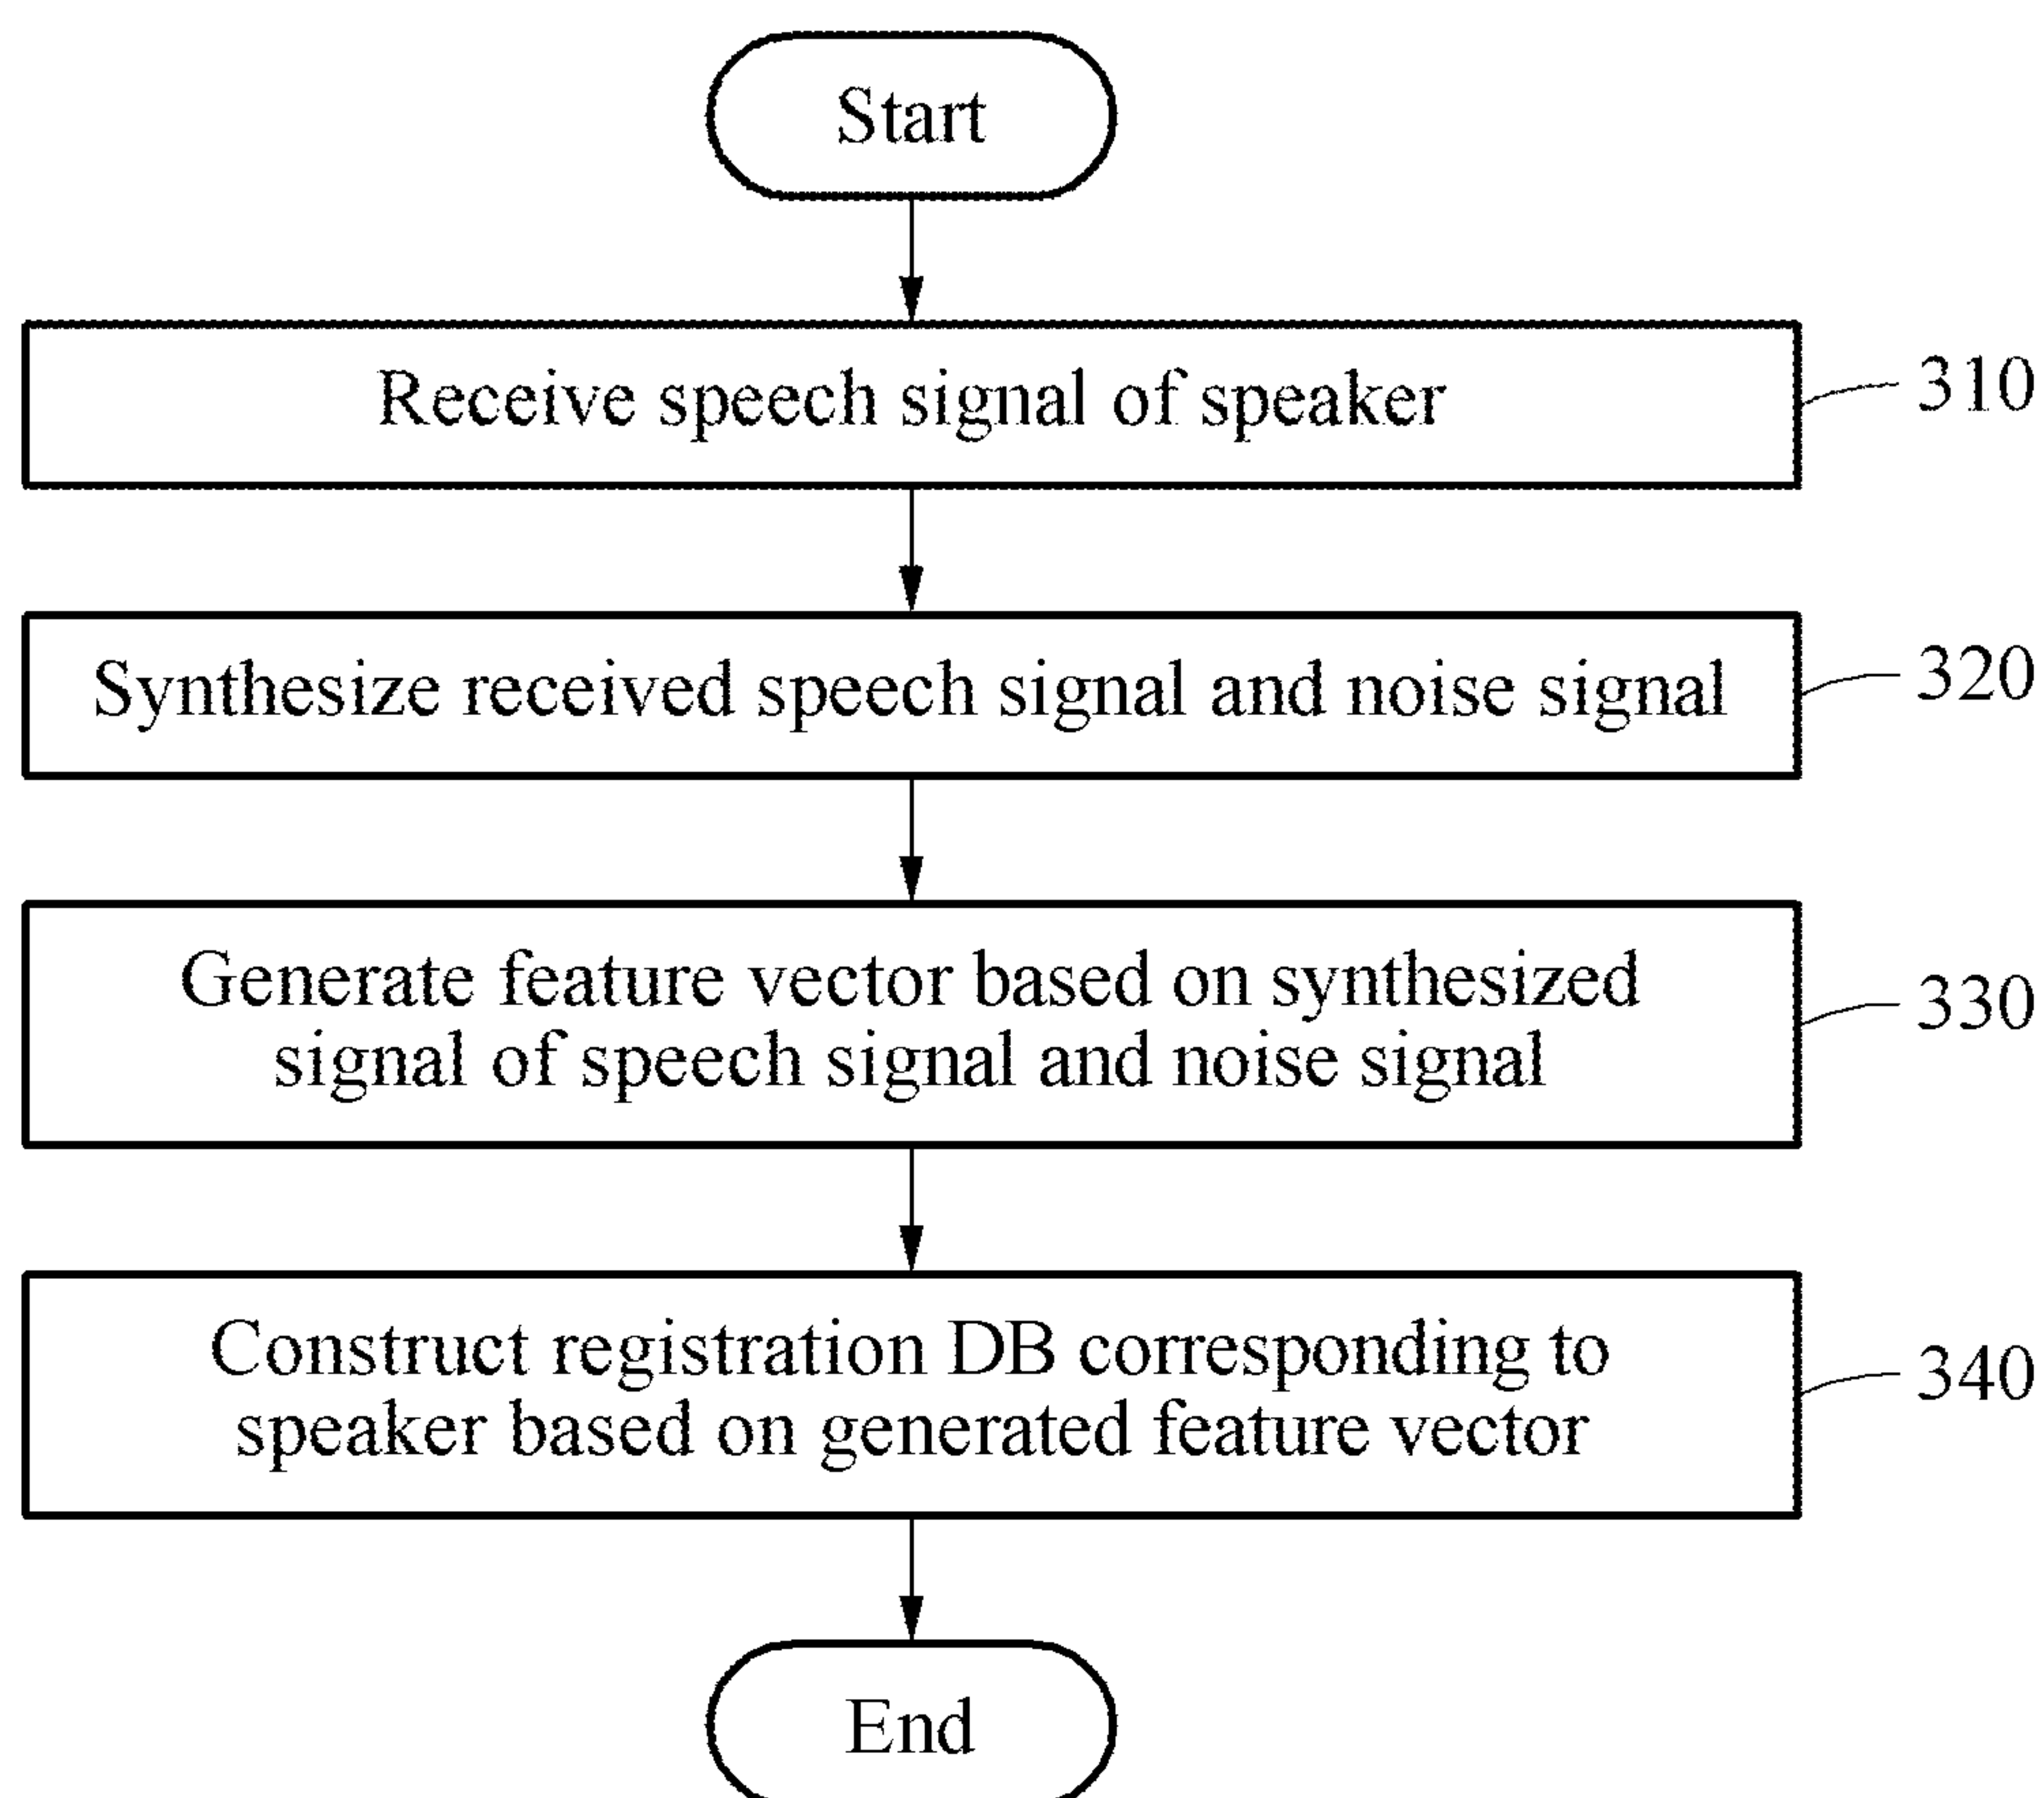 Start
Receive speech signal of speaker
310
Synthesize received speech signal and noise signal
320
Generate feature vector based on synthesized
signal of speech signal and noise signal
330
Construct registration DB corresponding to
speaker based on generated feature vector
340
End